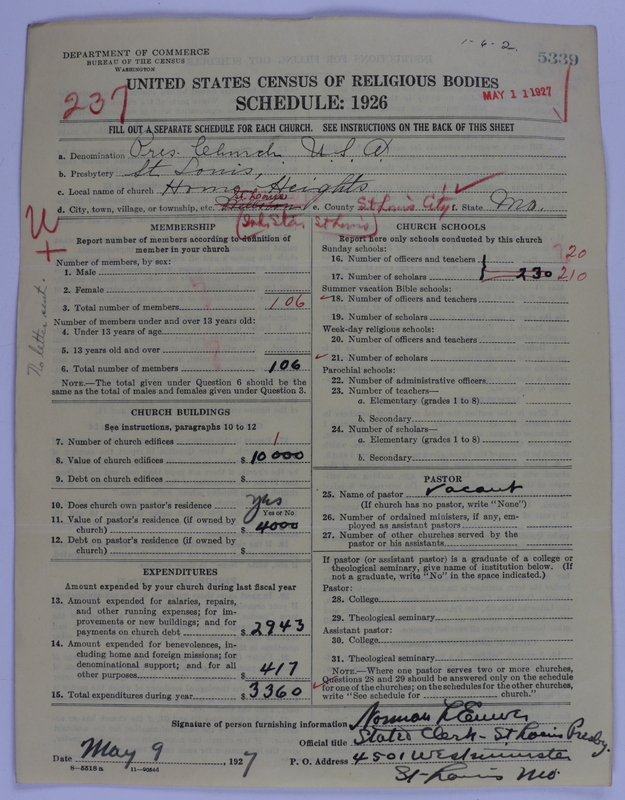 1-6-2.
DEPARTMENT OF COMMERCE
BUREAU OF THE CENSUS
WASHINGTON
5339
237
UNITED STATES CENSUS OF RELIGIOUS BODIES
SCHEDULE: 1926
MAY 11 1927
FILL OUT A SEPARATE SCHEDULE FOR EACH CHURCH. SEE INSTRUCTIONS ON THE BACK OF THIS SHEET
a. Denomination Pres. Church U.S.A.
b. Presbytery St Louis,
c. Local name of church Home Heights
d. City, town, village, or township, etc. St. Louis e. County St Louis City f. State Mo.
St Louis
No letter sent.
MEMBERSHIP
Report number of members according to definition of
member in your church
Number of members, by sex:
1. Male
2. Female
3. Total number of members 106
Number of members under and over 13 years old:
4. Under 13 years of age
5. 13 years old and over
6. Total number of members 106
NOTE.—The total given under Question 6 should be the
same as the total of males and females given under Question 3.
CHURCH BUILDINGS
See instructions, paragraphs 10 to 12
7. Number of church edifices 1
8. Value of church edifices $ 10000
9. Debt on church edifices $
10. Does church own pastor's residence yes
Yes or No
11. Value of pastor's residence (if owned by
church) $ 4000
12. Debt on pastor's residence (if owned by
church) $
EXPENDITURES
Amount expended by your church during last fiscal year
13. Amount expended for salaries, repairs,
and other running expenses; for im-
provements or new buildings; and for
payments on church debt $ 2943
14. Amount expended for benevolences, in-
cluding home and foreign missions; for
denominational support; and for all
other purposes $ 417
15. Total expenditures during year $ 3360
CHURCH SCHOOLS
Report here only schools conducted by this church
Sunday schools:
16. Number of officers and teachers 20
17. Number of scholars 230 210
Summer vacation Bible schools:
18. Number of officers and teachers
19. Number of scholars
Week-day religious schools:
20. Number of officers and teachers
21. Number of scholars
Parochial schools:
22. Number of administrative officers
23. Number of teachers—
a. Elementary (grades 1 to 8)
b. Secondary
24. Number of scholars—
a. Elementary (grades 1 to 8)
b. Secondary
PASTOR
25. Name of pastor vacant
(If church has no pastor, write "None")
26. Number of ordained ministers, if any, em-
ployed as assistant pastors
27. Number of other churches served by the
pastor or his assistants
If pastor (or assistant pastor) is a graduate of a college or
theological seminary, give name of institution below. (If
not a graduate, write "No" in the space indicated.)
Pastor:
28. College
29. Theological seminary
Assistant pastor:
30. College
31. Theological seminary
NOTE.—Where one pastor serves two or more churches,
Questions 28 and 29 should be answered only on the schedule
for one of the churches; on the schedules for the other churches,
write "See schedule for church."
Signature of person furnishing information Norman L Euwer
Official title Stated Clerk - St Louis Presby.
Date May 9, 1927 P. O. Address 4501 Westminster
8-5518 a
St-Louis Mo.